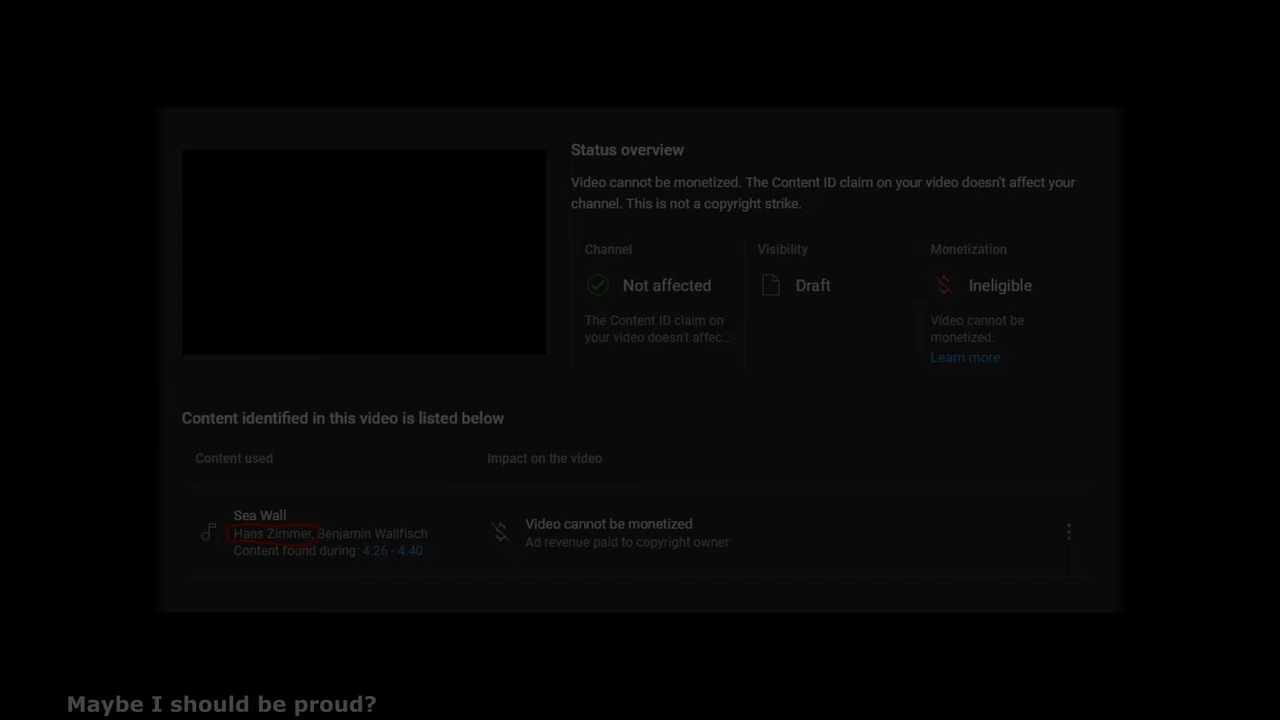 Status overview
Video cannot be monetized. The Content ID claim on your video doesn't affect your
channel. This is not a copyright strike.
Channel
Visibility
Monetization
Not affected
Draft
Ineligible
The Content ID claim on
your video doesn't affec...
Video cannot be
monetized.
Learn more
Content identified in this video is listed below
Content used
Impact on the video
Sea Wall
Hans Zimmer, Benjamin Wallfisch
Content found during: 4:26 - 4:40
Video cannot be monetized
Ad revenue paid to copyright owner
Maybe I should be proud?